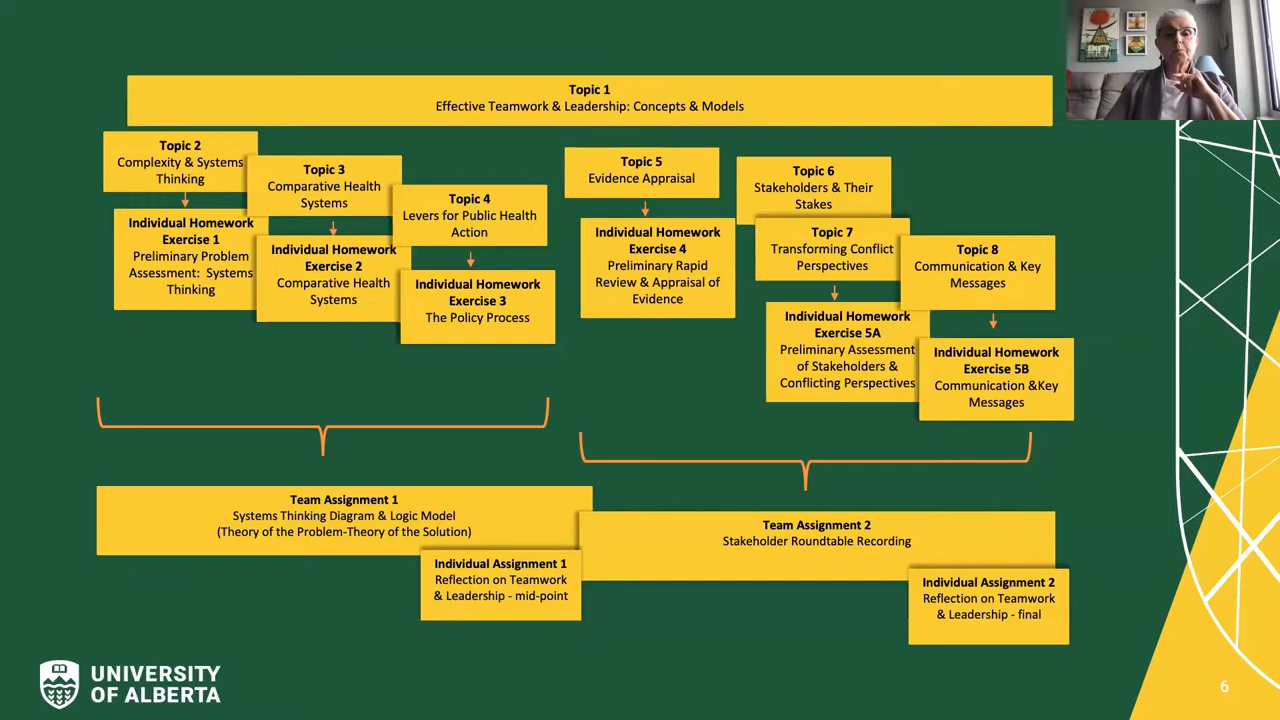 Topic 1
Effective Teamwork & Leadership: Concepts & Models
Topic 2
Complexity & Systems
Thinking
Individual Homework
Exercise 1
Preliminary Problem
Assessment: Systems
Thinking
Topic 3
Comparative Health
Systems
Individual Homework
Exercise 2
Comparative Health
Systems
Topic 4
Levers for Public Health
Action
Individual Homework
Exercise 3
The Policy Process
Topic 5
Evidence Appraisal
Individual Homework
Exercise 4
Preliminary Rapid
Review & Appraisal of
Evidence
Topic 6
Stakeholders & Their
Stakes
Topic 7
Transforming Conflict
Perspectives
Individual Homework
Exercise 5A
Preliminary Assessment
of Stakeholders &
Conflicting Perspectives
Topic 8
Communication & Key
Messages
Individual Homework
Exercise 5B
Communication &Key
Messages
Team Assignment 1
Systems Thinking Diagram & Logic Model
(Theory of the Problem-Theory of the Solution)
Individual Assignment 1
Reflection on Teamwork
& Leadership - mid-point
Team Assignment 2
Stakeholder Roundtable Recording
Individual Assignment 2
Reflection on Teamwork
& Leadership - final
UNIVERSITY
OF ALBERTA
6